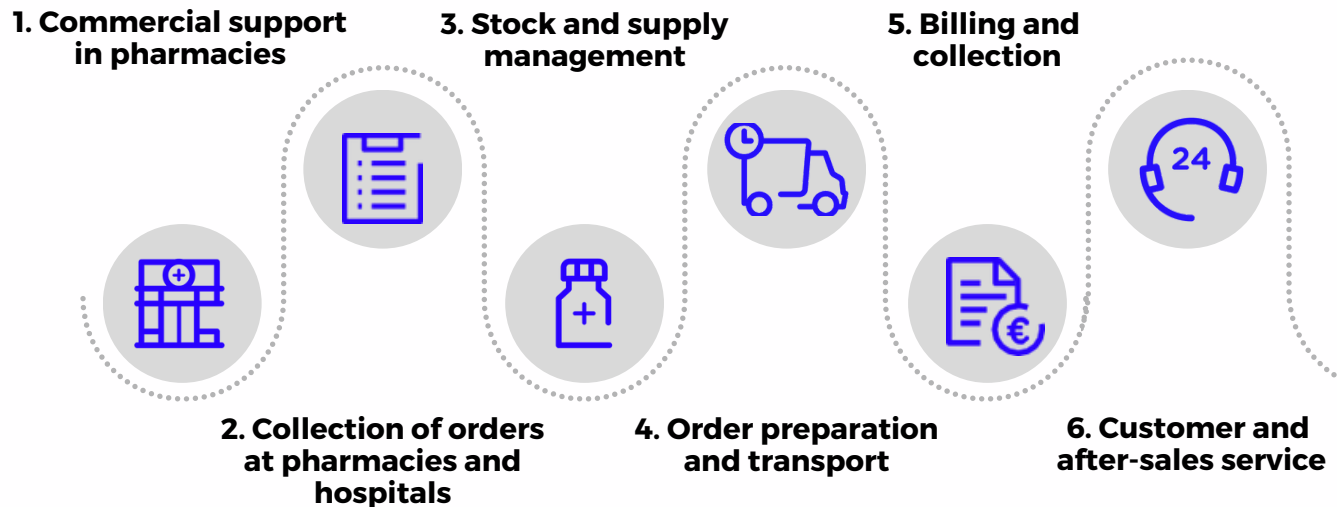 1. Commercial support
in pharmacies
2. Collection of orders
at pharmacies and
hospitals
3. Stock and supply
management
4. Order preparation
and transport
5. Billing and
collection
€
24
6. Customer and
after-sales service